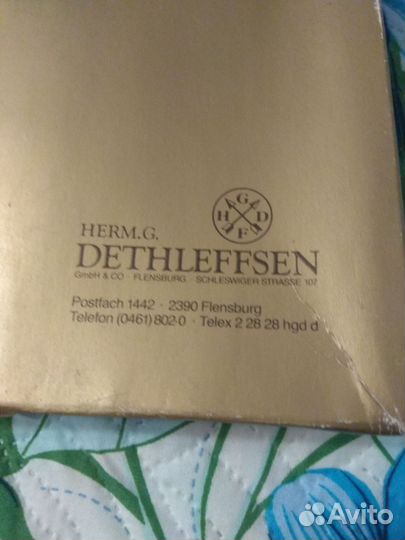 G
H D
F
HERM.G.
DETHLEFFSEN
GmbH & CO · FLENSBURG · SCHLESWIGER STRASSE 107
Postfach 1442 · 2390 Flensburg
Telefon (0461) 802-0 · Telex 2 28 28 hgd d
Avito